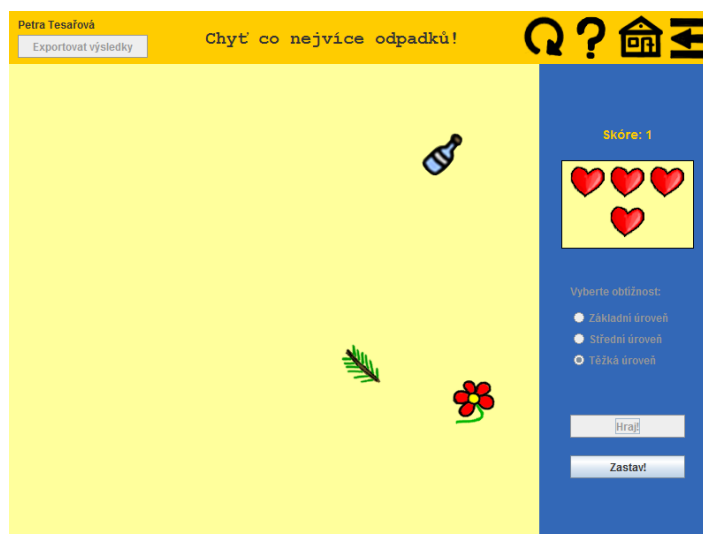 Petra Tesařová
Exportovat výsledky
Chyť co nejvíce odpadků!
Skóre: 1
Vyberte obtížnost:
Základní úroveň
Střední úroveň
Těžká úroveň
Hraj!
Zastav!